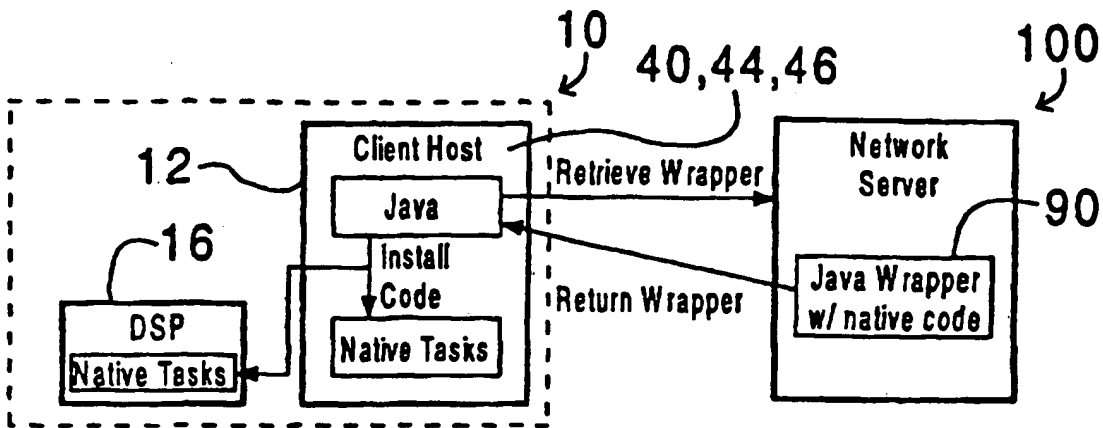 10
40,44,46
100
12
Client Host
Network
Server
Retrieve Wrapper
Java
90
16
Install
Code
Java Wrapper
w/ native code
Return Wrapper
DSP
Native Tasks
Native Tasks